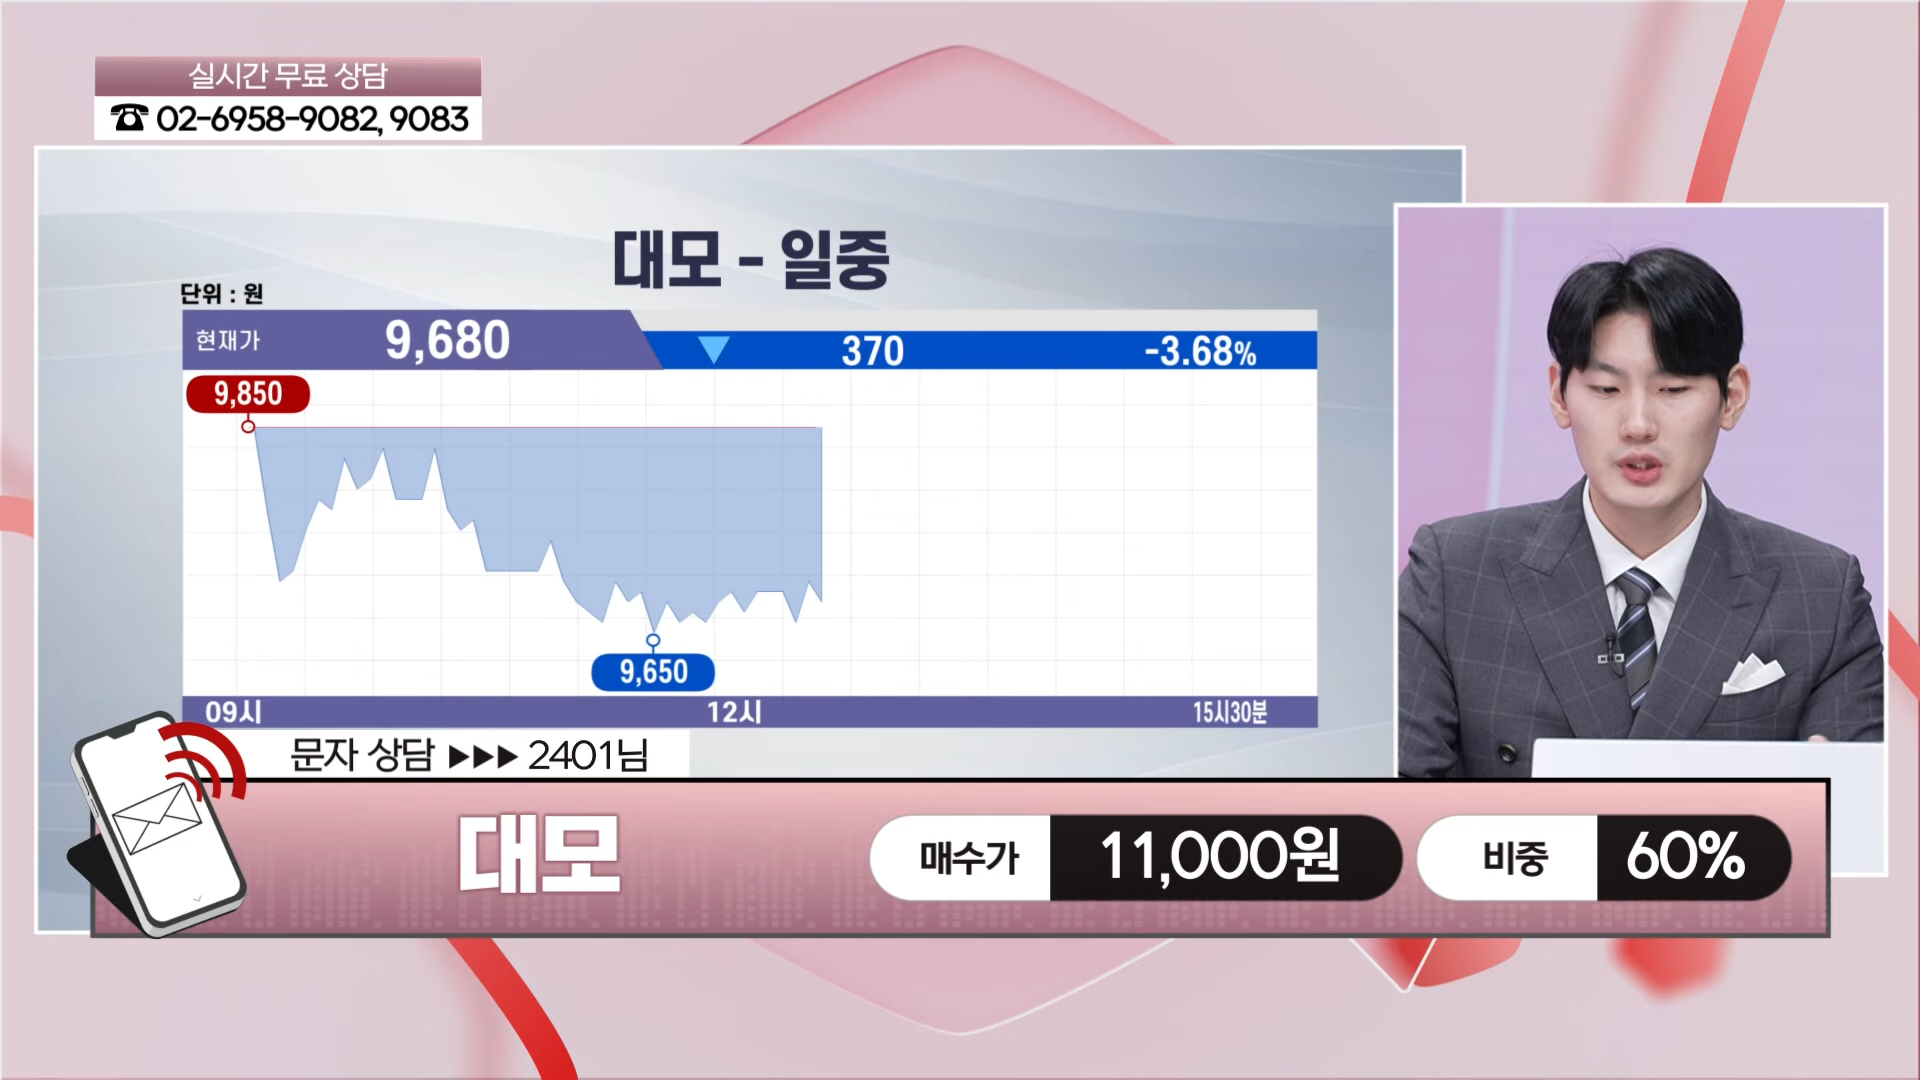 실시간 무료 상담
☎ 02-6958-9082, 9083
대모 - 일중
단위 : 원
현재가 9,680 ▼ 370 -3.68%
9,850
9,650
09시 12시 15시30분
문자 상담 ▶▶▶ 2401님
대모 매수가 11,000원 비중 60%